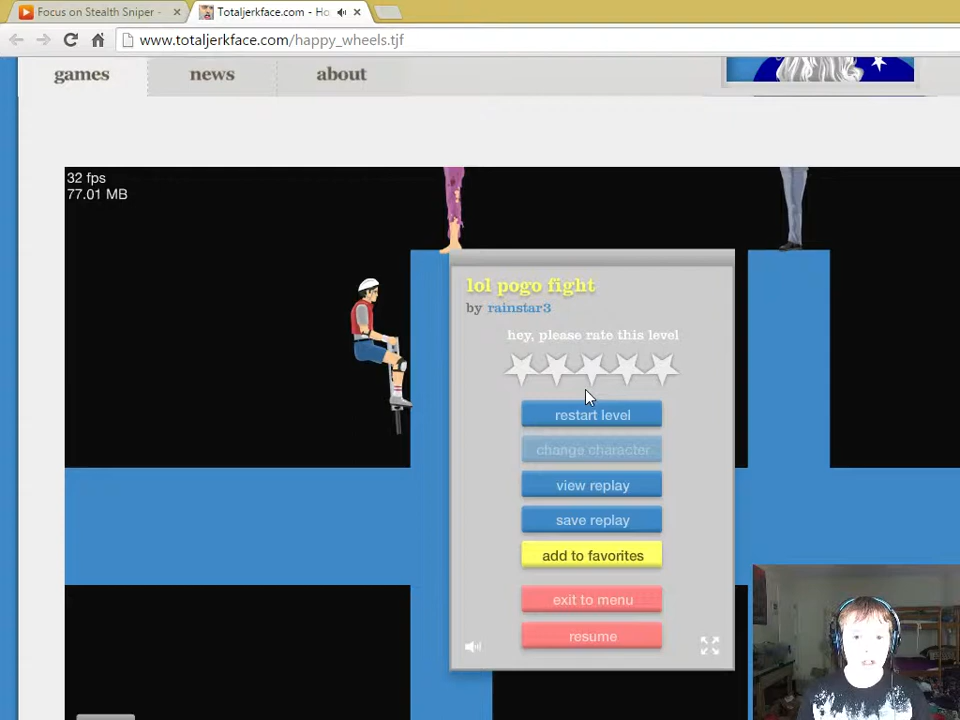 Focus on Stealth Sniper -
Totaljerkface.com - Ho
www.totaljerkface.com/happy_wheels.tjf
games
news
about
32 fps
77.01 MB
lol pogo fight
by rainstar3
hey, please rate this level
restart level
change character
view replay
save replay
add to favorites
exit to menu
resume